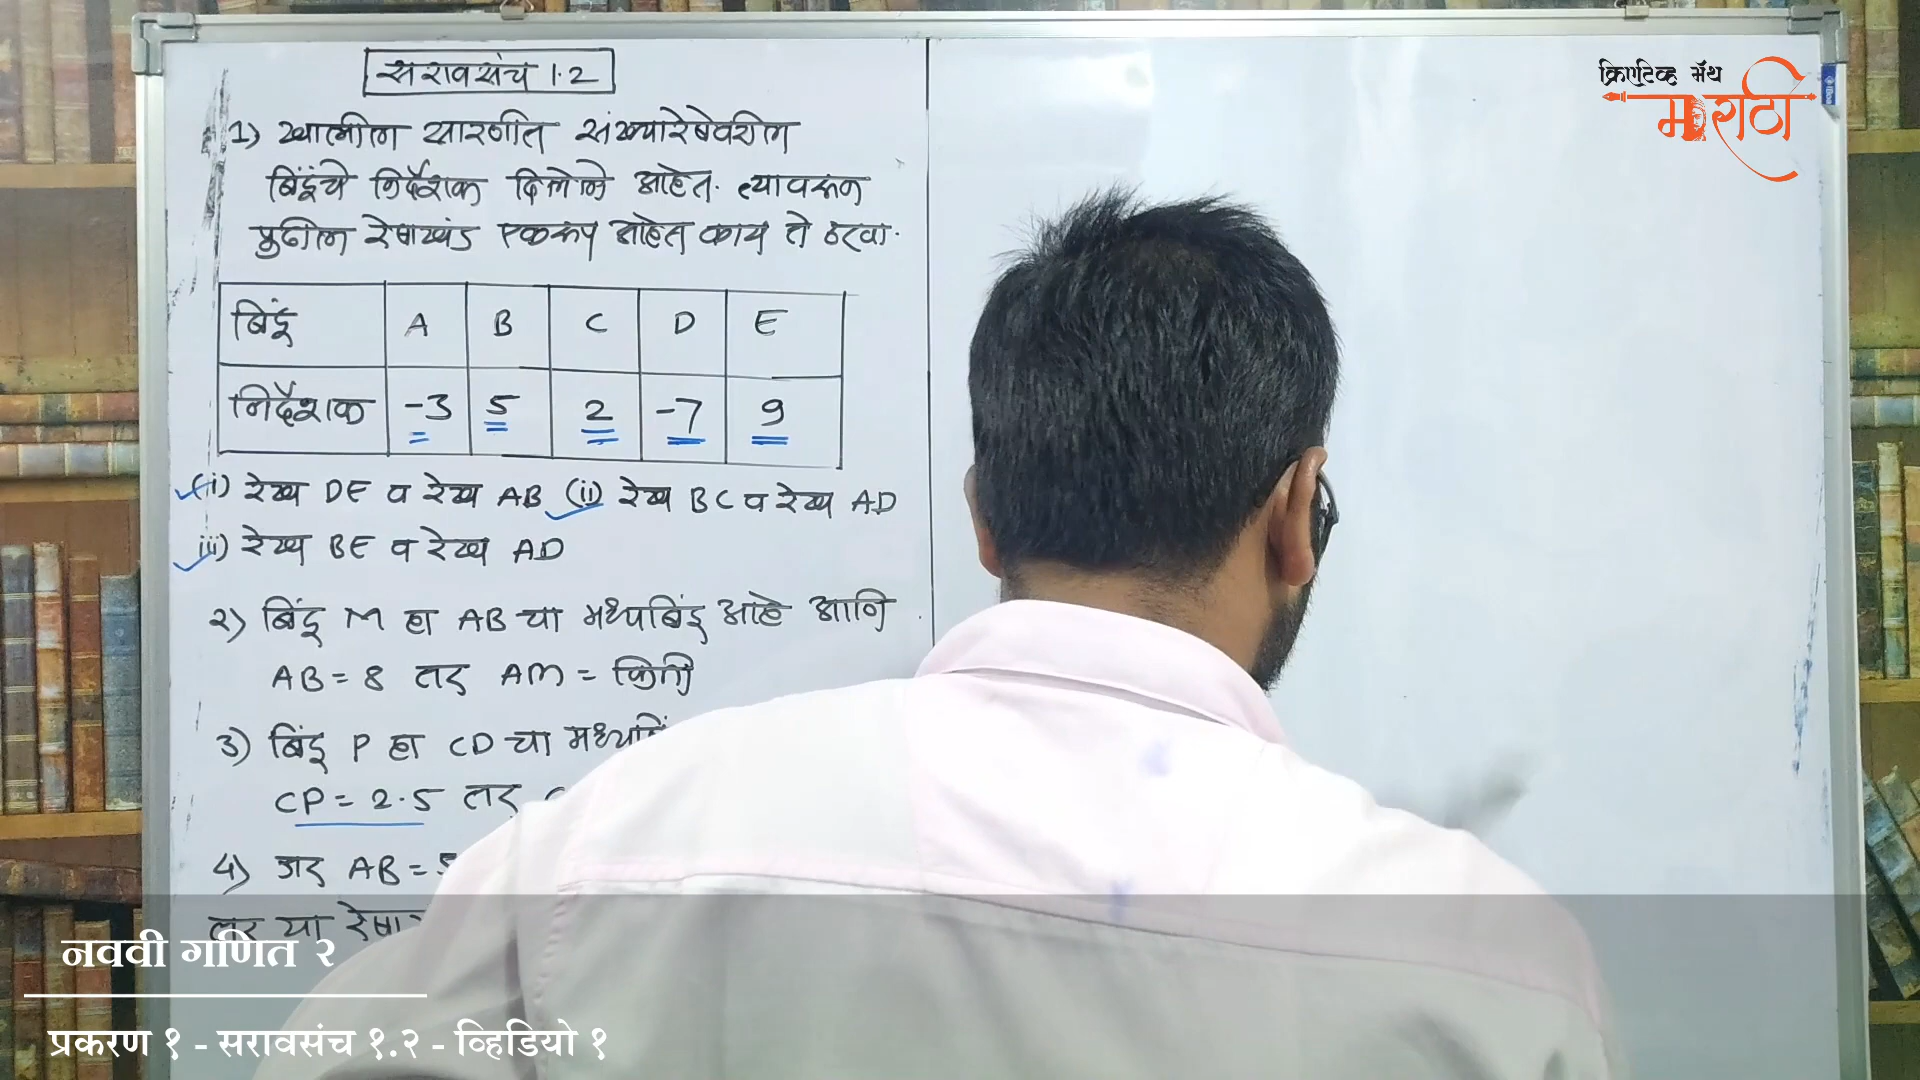 सरावसंच 1.2
1) खालील सारणीत संख्यारेषेवरील
बिंदूंचे निर्देशक दिलेले आहेत. त्यावरून
पुढील रेषाखंड एकरूप आहेत काय ते ठरवा.
बिंदू A B C D E
निर्देशक -3 5 2 -7 9
(i) रेख DE व रेख AB (ii) रेख BC व रेख AD
iii) रेख BE व रेख AD
२) बिंदू M हा AB चा मध्यबिंदू आहे आणि
AB = 8 तर AM = किती
3) बिंदू P हा CD चा
CP = 2.5 तर
4) जर AB = 5
तर या
क्रिएटिव्ह मॅथ
मराठी
नववी गणित २
प्रकरण १ - सरावसंच १.२ - व्हिडियो १